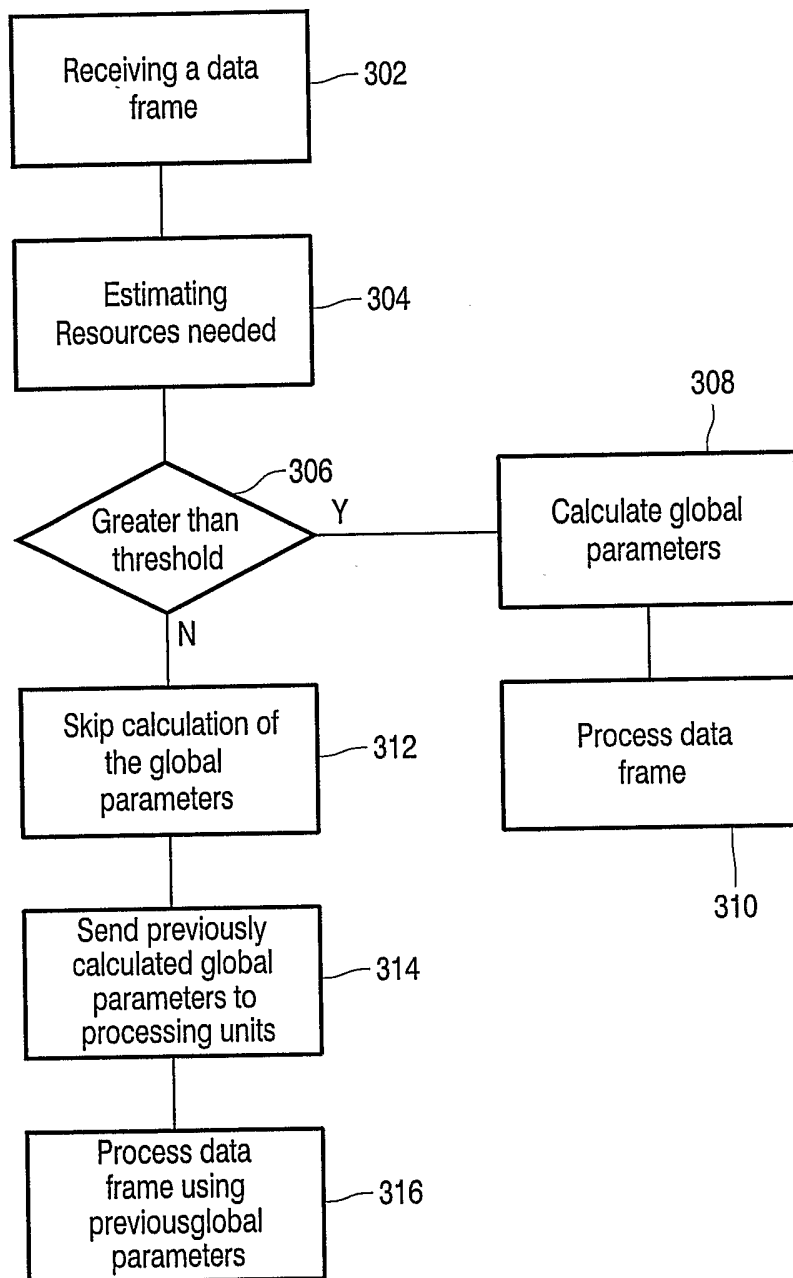 Receiving a data
frame
302
Estimating
Resources needed
304
306
Greater than
threshold
Y
N
308
Calculate global
parameters
Process data
frame
310
Skip calculation of
the global
parameters
312
Send previously
calculated global
parameters to
processing units
314
Process data
frame using
previousglobal
parameters
316